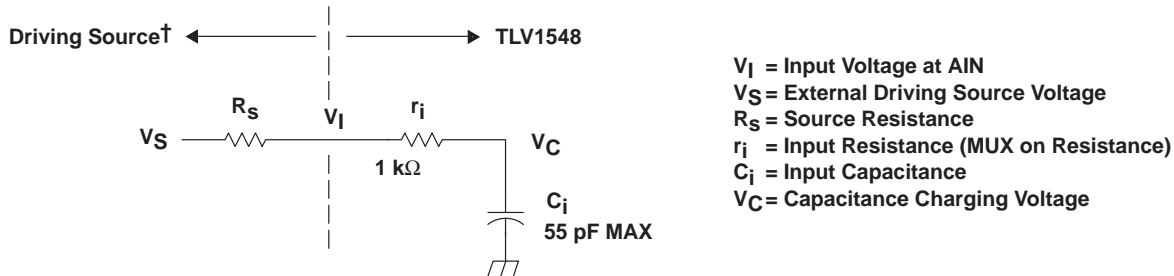 Driving Source† TLV1548
Rs VI ri
VS VC
1 kΩ
Ci
55 pF MAX
VI = Input Voltage at AIN
VS = External Driving Source Voltage
Rs = Source Resistance
ri = Input Resistance (MUX on Resistance)
Ci = Input Capacitance
VC = Capacitance Charging Voltage